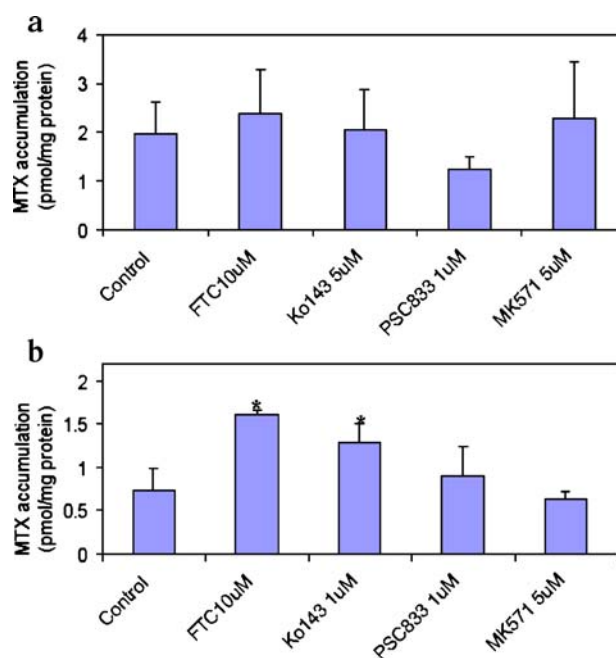 a
MTX accumulation
(pmol/mg protein)
4
3
2
1
0
Control
FTC10uM
Ko143 5uM
PSC833 1uM
MK571 5uM
b
MTX accumulation
(pmol/mg protein)
2
1.5
1
0.5
0
*
*
Control
FTC10uM
Ko143 1uM
PSC833 1uM
MK571 5uM